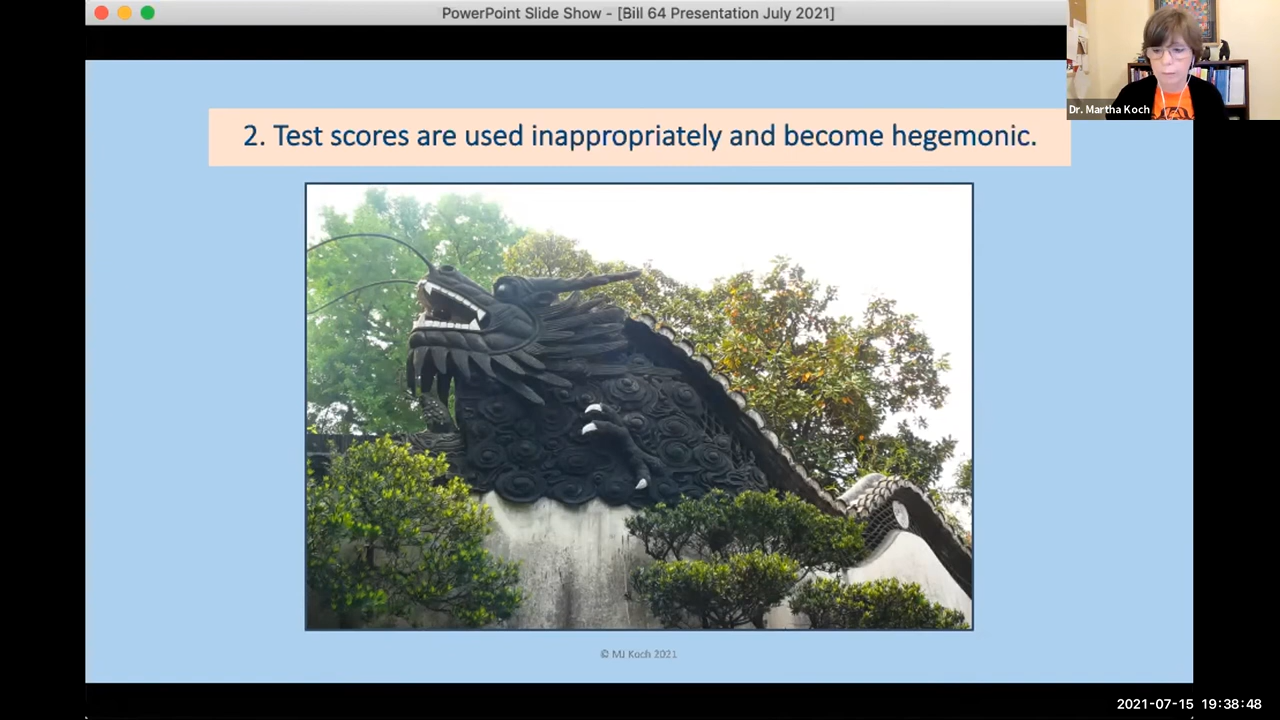 PowerPoint Slide Show - [Bill 64 Presentation July 2021]
Dr. Martha Koch
2. Test scores are used inappropriately and become hegemonic.
© MJ Koch 2021
2021-07-15 19:38:48